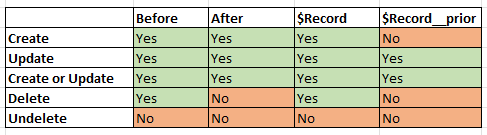 Before After $Record $Record__prior
Create Yes Yes Yes No
Update Yes Yes Yes Yes
Create or Update Yes Yes Yes Yes
Delete Yes No Yes No
Undelete No No No No